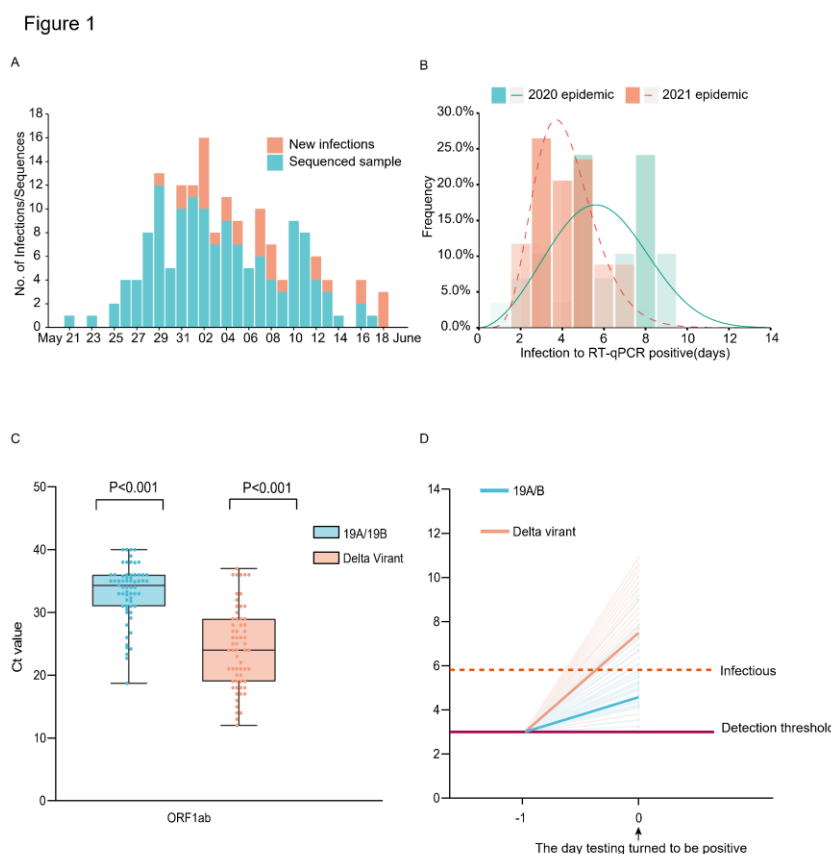 Figure 1
A
No. of Infections/Sequences
18
16
14
12
10
8
6
4
2
0
New infections
Sequenced sample
May 21 23 25 27 29 31 02 04 06 08 10 12 14 16 18 June
B
2020 epidemic 2021 epidemic
Frequency
30.0%
25.0%
20.0%
15.0%
10.0%
5.0%
0.0%
0 2 4 6 8 10 12 14
Infection to RT-qPCR positive(days)
C
Ct value
50
40
30
20
10
0
P<0.001 P<0.001
19A/19B
Delta Virant
ORF1ab
D
14
12
10
8
6
4
2
0
19A/B
Delta virant
Infectious
Detection threshold
-1 0
The day testing turned to be positive